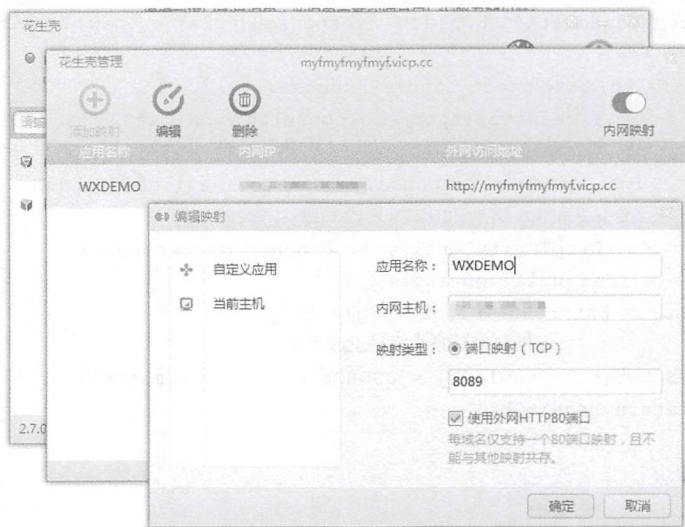 花生壳
花生壳管理
myfmyfmyfmyf.vicp.cc
添加映射
编辑
删除
内网映射
应用名称
内网IP
外网访问地址
WXDEMO
http://myfmyfmyfmyf.vicp.cc
编辑映射
自定义应用
当前主机
应用名称：
WXDEMO
内网主机：
映射类型：
端口映射（TCP）
8089
使用外网HTTP80端口
每域名仅支持一个80端口映射，且不
能与其他映射共存。
2.7.0
确定
取消